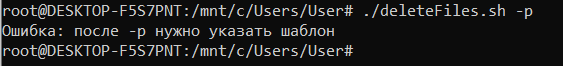 root@DESKTOP-F5S7PNT:/mnt/c/Users/User# ./deleteFiles.sh -p
Ошибка: после -p нужно указать шаблон
root@DESKTOP-F5S7PNT:/mnt/c/Users/User#